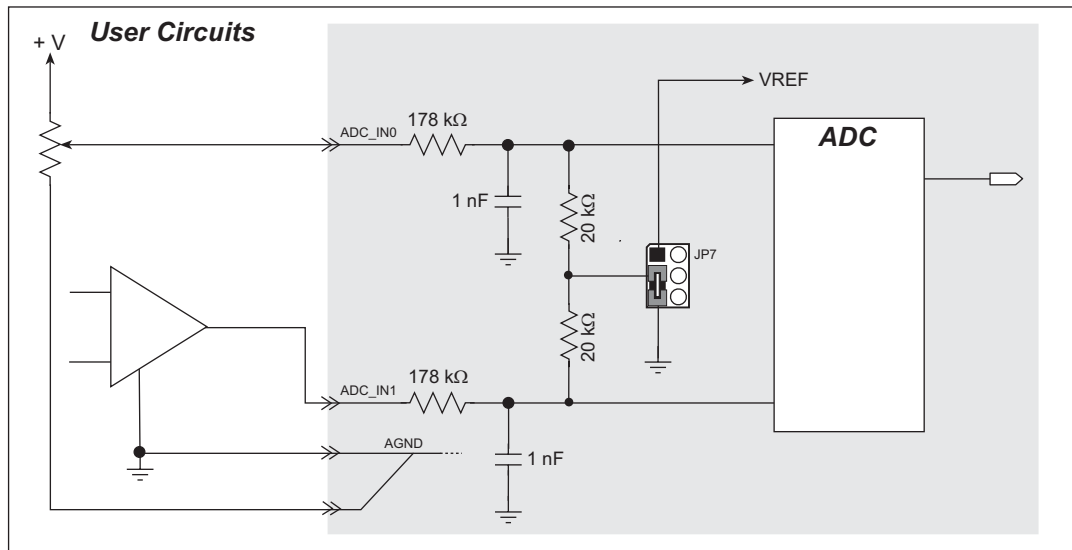 User Circuits
+ V
VREF
ADC_IN0
178 kΩ
ADC
1 nF
20 kΩ
JP7
20 kΩ
ADC_IN1
178 kΩ
AGND
1 nF